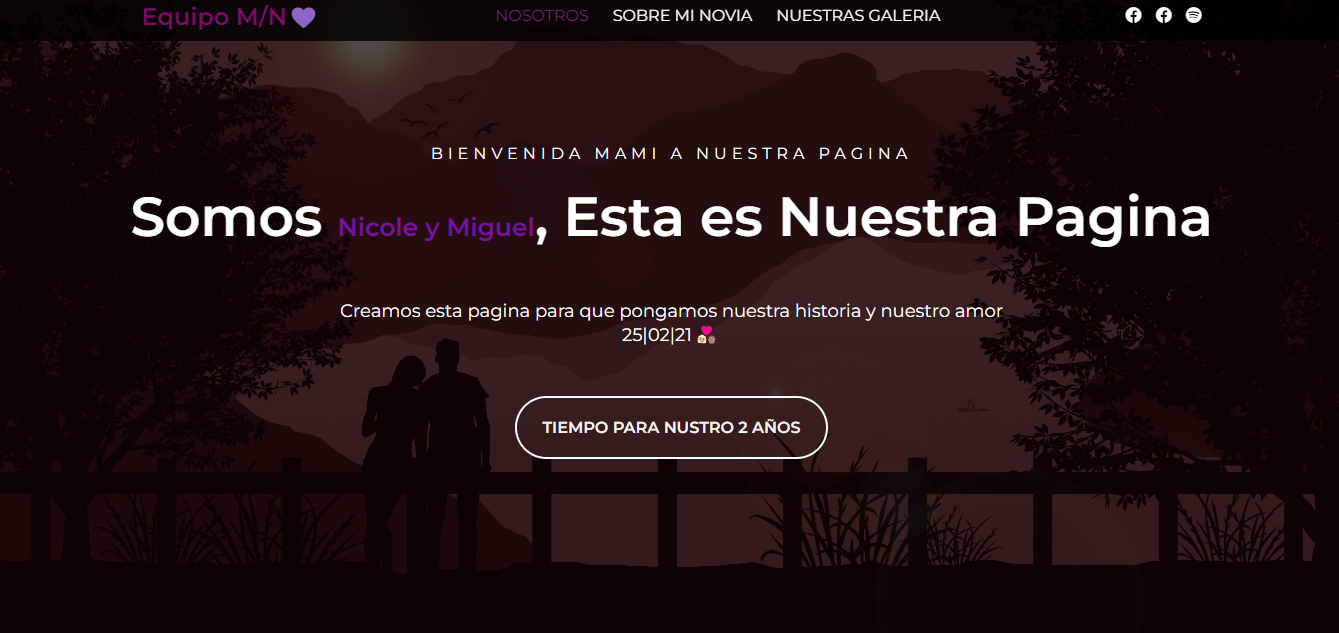 Equipo M/N
NOSOTROS SOBRE MI NOVIA NUESTRAS GALERIA
BIENVENIDA MAMI A NUESTRA PAGINA
Somos Nicole y Miguel, Esta es Nuestra Pagina
Creamos esta pagina para que pongamos nuestra historia y nuestro amor
25|02|21
TIEMPO PARA NUSTRO 2 AÑOS